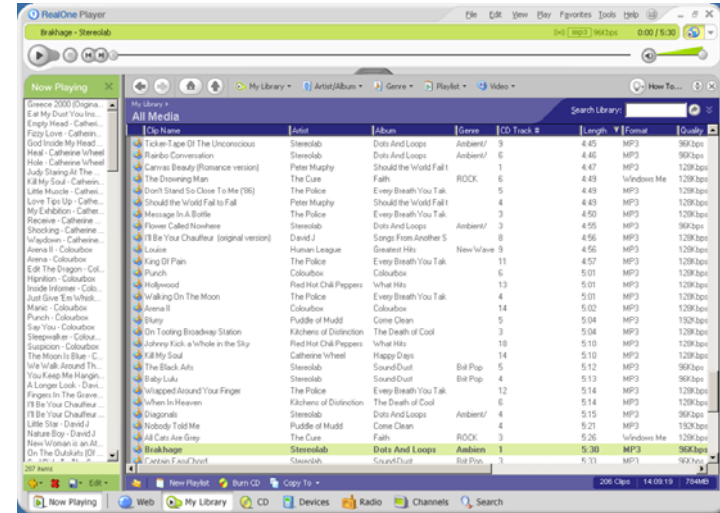 RealOne Player
File Edit View Play Favorites Tools Help
Brakhage - Stereolab
mp3 96Kbps 0:00 / 5:30
Now Playing
My Library Artist/Album Genre Playlist Video How To...
Greece 2000 (Origina...
Eat My Dust You Ins...
Empty Head - Catheri...
Fizzy Love - Catherin...
God Inside My Head ...
Heal - Catherine Wheel
Hole - Catherine Wheel
Judy Staring At The ...
Kill My Soul - Catherin...
Little Muscle - Catheri...
Love Tips Up - Cathe...
My Exhibition - Cather...
Receive - Catherine ...
Shocking - Catherine ...
Waydown - Catherine...
Arena II - Colourbox
Arena - Colourbox
Edit The Dragon - Col...
Hipnition - Colourbox
Inside Informer - Colo...
Just Give 'Em Whisk...
Manic - Colourbox
Punch - Colourbox
Say You - Colourbox
Sleepwalker - Colour...
Suspicion - Colourbox
The Moon Is Blue - C...
We Walk Around Th...
You Keep Me Hangin...
A Longer Look - Davi...
Fingers In The Grave...
I'll Be Your Chauffeur ...
I'll Be Your Chauffeur ...
Little Star - David J
Nature Boy - David J
New Woman is an At...
On The Outskirts (Of ...
207 items
Edit
My Library
All Media
Search Library:
Clip Name Artist Album Genre CD Track # Length Format Quality
Ticker-Tape Of The Unconscious Stereolab Dots And Loops Ambient/ 9 4:45 MP3 96Kbps
Rainbo Conversation Stereolab Dots And Loops Ambient/ 6 4:46 MP3 96Kbps
Canvas Beauty (Romance version) Peter Murphy Should the World Fail t 1 4:47 MP3 128Kbps
The Drowning Man The Cure Faith ROCK 6 4:49 Windows Me 128Kbps
Don't Stand So Close To Me ('86) The Police Every Breath You Tak 5 4:49 MP3 128Kbps
Should the World Fail to Fall Peter Murphy Should the World Fail t 4 4:49 MP3 128Kbps
Message In A Bottle The Police Every Breath You Tak 3 4:50 MP3 128Kbps
Flower Called Nowhere Stereolab Dots And Loops Ambient/ 3 4:55 MP3 96Kbps
I'll Be Your Chauffeur (original version) David J Songs From Another S 8 4:56 MP3 128Kbps
Louise Human League Greatest Hits New Wave 9 4:56 MP3 128Kbps
King Of Pain The Police Every Breath You Tak 11 4:57 MP3 128Kbps
Punch Colourbox Colourbox 6 5:01 MP3 128Kbps
Hollywood Red Hot Chili Peppers What Hits 13 5:01 MP3 128Kbps
Walking On The Moon The Police Every Breath You Tak 4 5:01 MP3 128Kbps
Arena II Colourbox Colourbox 14 5:02 MP3 128Kbps
Blurry Puddle of Mudd Come Clean 5 5:04 MP3 192Kbps
On Tooting Broadway Station Kitchens of Distinction The Death of Cool 3 5:04 MP3 128Kbps
Johnny Kick a Whole in the Sky Red Hot Chili Peppers What Hits 18 5:10 MP3 128Kbps
Kill My Soul Catherine Wheel Happy Days 14 5:10 MP3 128Kbps
The Black Arts Stereolab Sound-Dust Brit Pop 5 5:12 MP3 96Kbps
Baby Lulu Stereolab Sound-Dust Brit Pop 4 5:13 MP3 96Kbps
Wrapped Around Your Finger The Police Every Breath You Tak 12 5:14 MP3 128Kbps
When In Heaven Kitchens of Distinction The Death of Cool 6 5:14 MP3 128Kbps
Diagonals Stereolab Dots And Loops Ambient/ 4 5:15 MP3 96Kbps
Nobody Told Me Puddle of Mudd Come Clean 4 5:21 MP3 192Kbps
All Cats Are Grey The Cure Faith ROCK 3 5:26 Windows Me 128Kbps
Brakhage Stereolab Dots And Loops Ambien 1 5:30 MP3 96Kbps
Captain EasyChord Stereolab Sound-Dust Brit Pop 3 5:33 MP3 96Kbps
New Playlist Burn CD Copy To 206 Clips 14:09:19 784MB
Now Playing Web My Library CD Devices Radio Channels Search